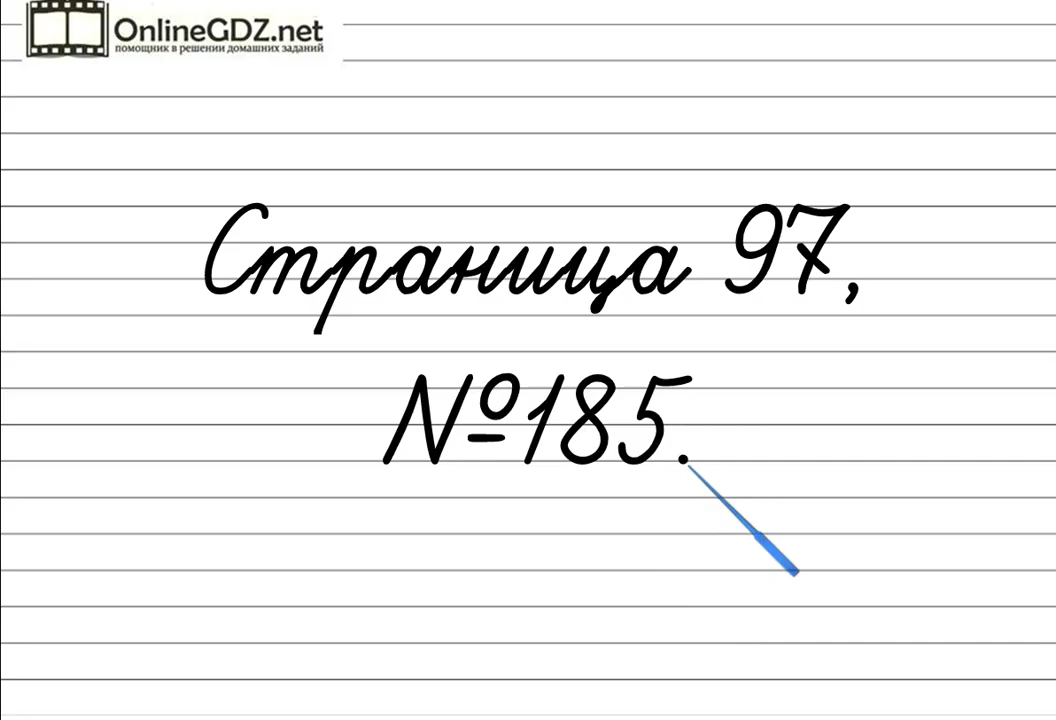 OnlineGDZ.net
помощник в решении домашних заданий
Страница 97,
№185.